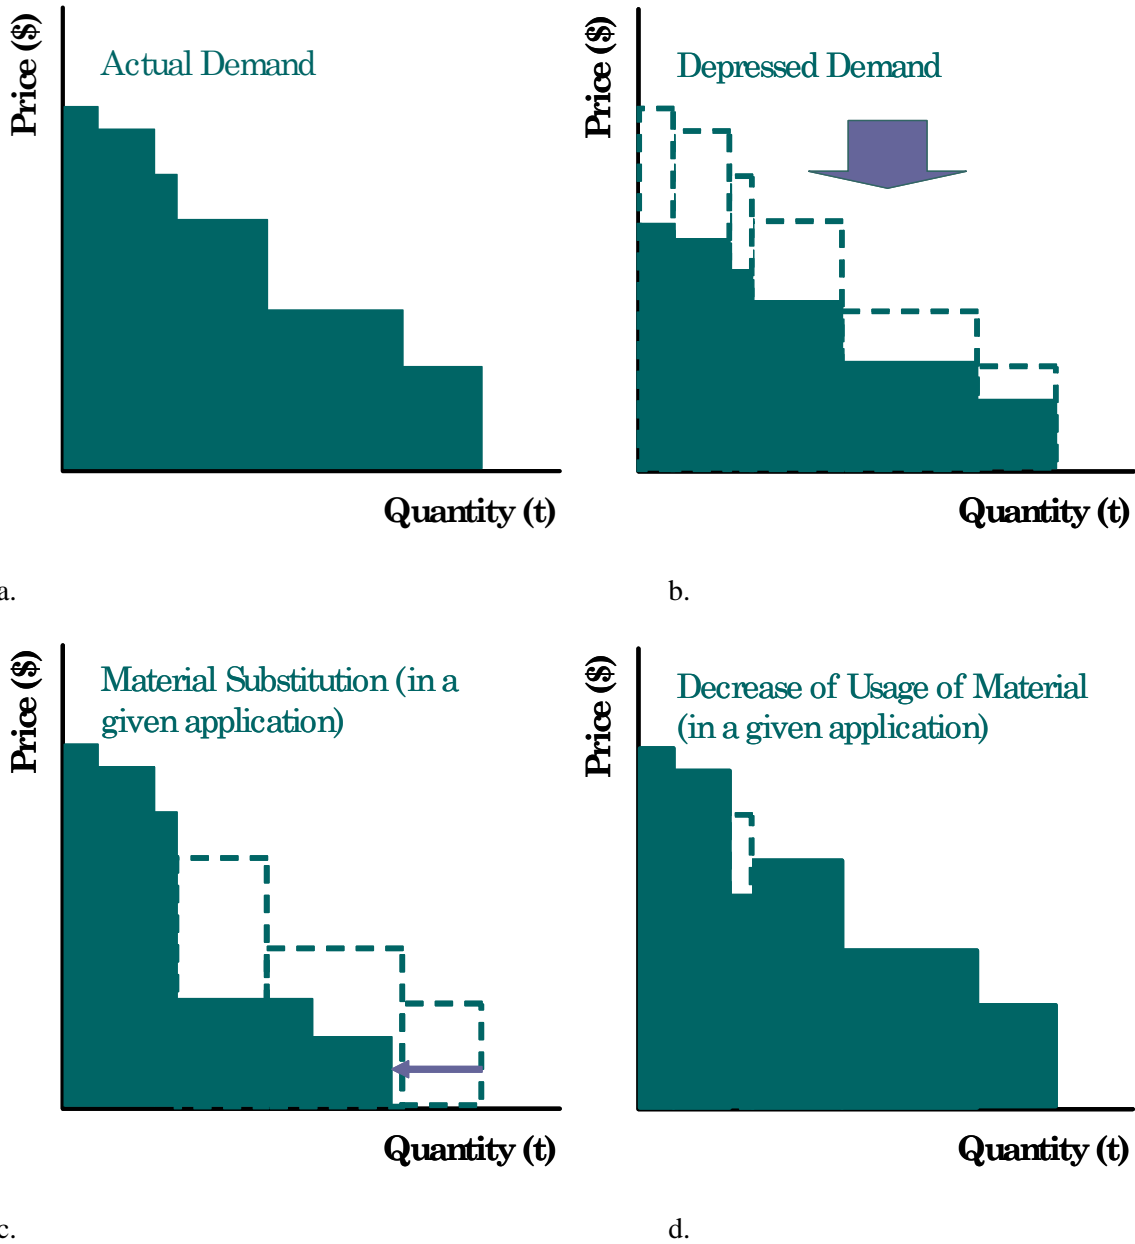 Price ($)
Actual Demand
Quantity (t)
a.
Price ($)
Depressed Demand
Quantity (t)
b.
Price ($)
Material Substitution (in a
given application)
Quantity (t)
c.
Price ($)
Decrease of Usage of Material
(in a given application)
Quantity (t)
d.